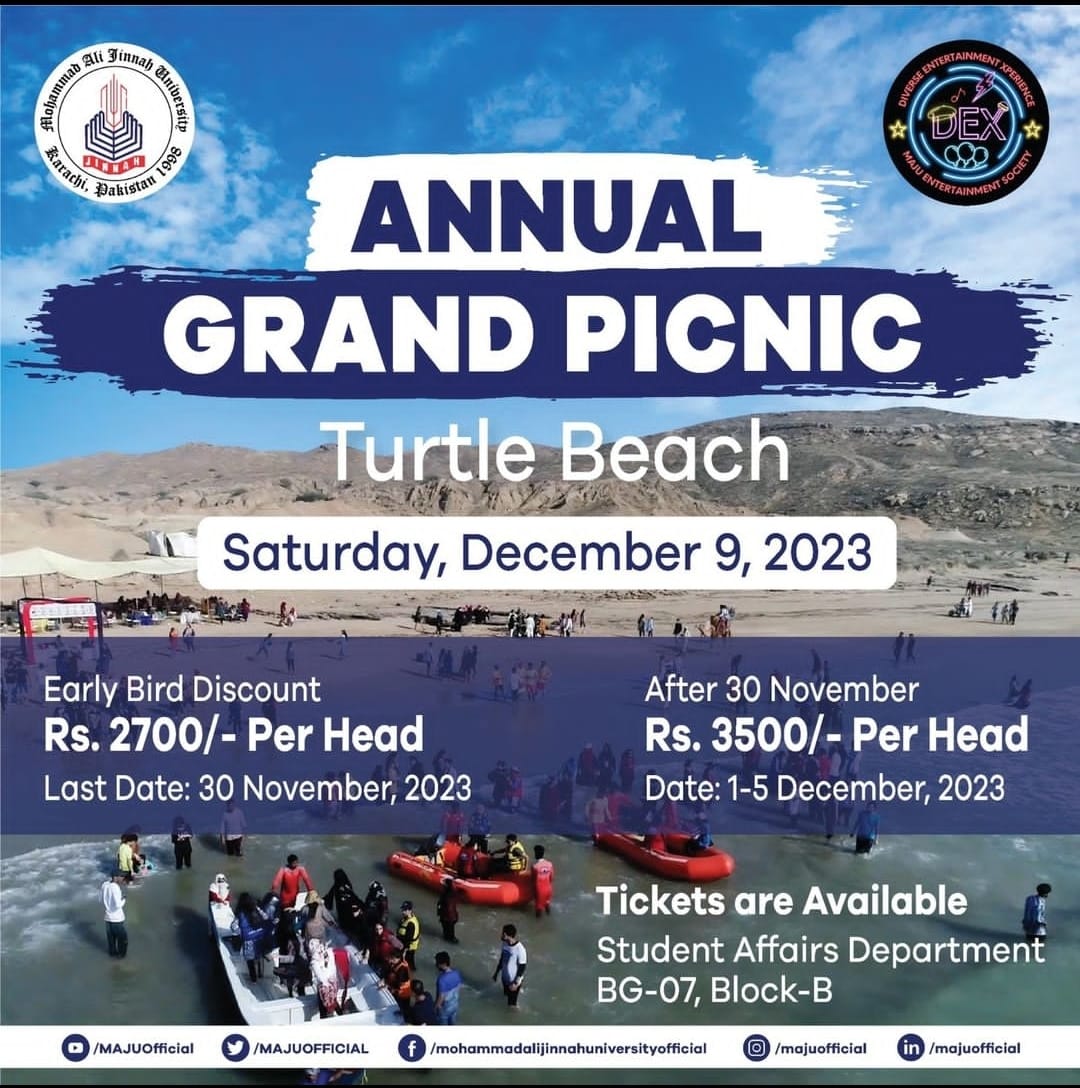 Mohammad Ali Jinnah University
JINNAH
Karachi, Pakistan 1998
DIVERSE ENTERTAINMENT XPERIENCE
DEX
MAJU ENTERTAINMENT SOCIETY
ANNUAL
GRAND PICNIC
Turtle Beach
Saturday, December 9, 2023
Early Bird Discount
Rs. 2700/- Per Head
Last Date: 30 November, 2023
After 30 November
Rs. 3500/- Per Head
Date: 1-5 December, 2023
Tickets are Available
Student Affairs Department
BG-07, Block-B
/MAJUOfficial /MAJUOFFICIAL /mohammadalijinnahuniversityofficial /majuofficial /majuofficial